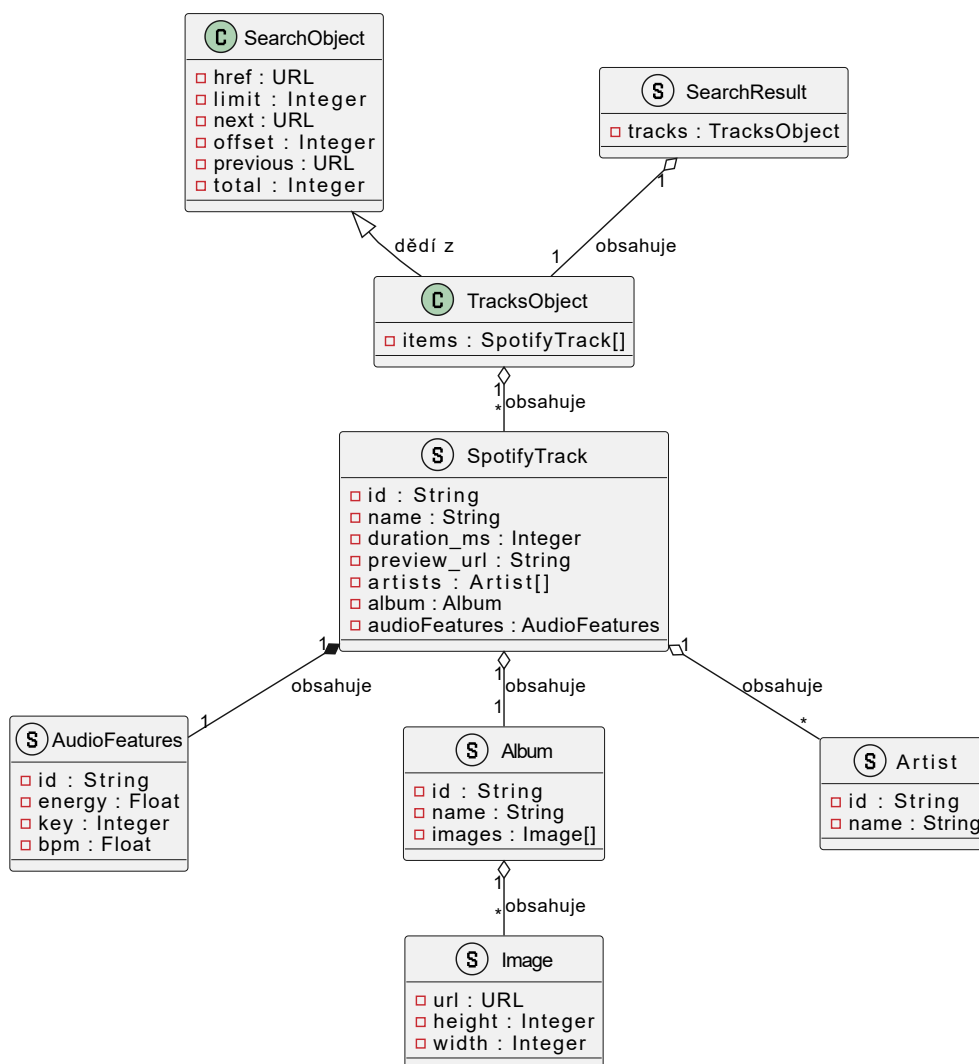 C SearchObject
href : URL
limit : Integer
next : URL
offset : Integer
previous : URL
total : Integer
S SearchResult
tracks : TracksObject
1
dědí z
obsahuje
1
C TracksObject
items : SpotifyTrack[]
1
obsahuje
*
S SpotifyTrack
id : String
name : String
duration_ms : Integer
preview_url : String
artists : Artist[]
album : Album
audioFeatures : AudioFeatures
1
1
1
obsahuje
obsahuje
obsahuje
1
1
*
S AudioFeatures
id : String
energy : Float
key : Integer
bpm : Float
S Album
id : String
name : String
images : Image[]
S Artist
id : String
name : String
1
obsahuje
*
S Image
url : URL
height : Integer
width : Integer